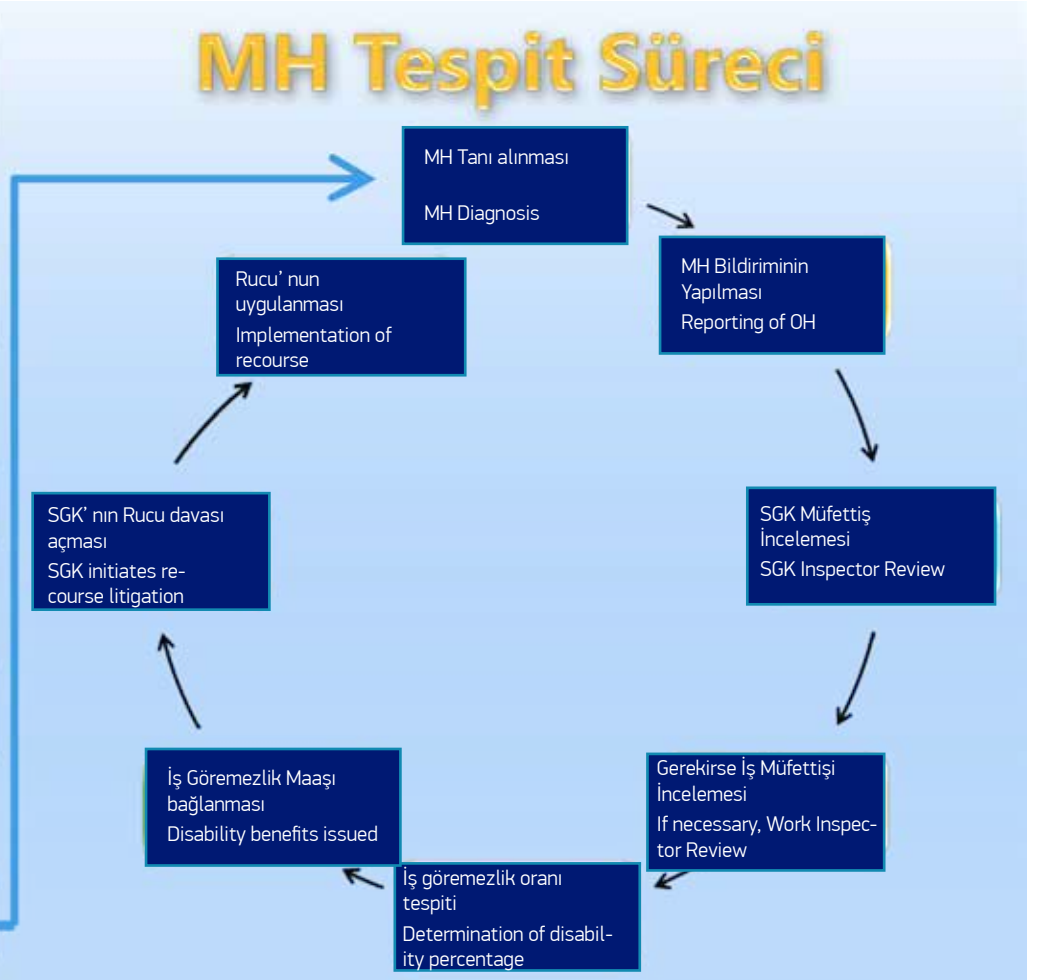 MH Tespit Süreci
MH Tanı alınması
MH Diagnosis
MH Bildiriminin
Yapılması
Reporting of OH
SGK Müfettiş
İncelemesi
SGK Inspector Review
Gerekirse İş Müfettişi
İncelemesi
If necessary, Work Inspec-
tor Review
İş göremezlik oranı
tespiti
Determination of disabil-
ity percentage
İş Göremezlik Maaşı
bağlanması
Disability benefits issued
SGK’ nın Rucu davası
açması
SGK initiates re-
course litigation
Rucu’ nun
uygulanması
Implementation of
recourse